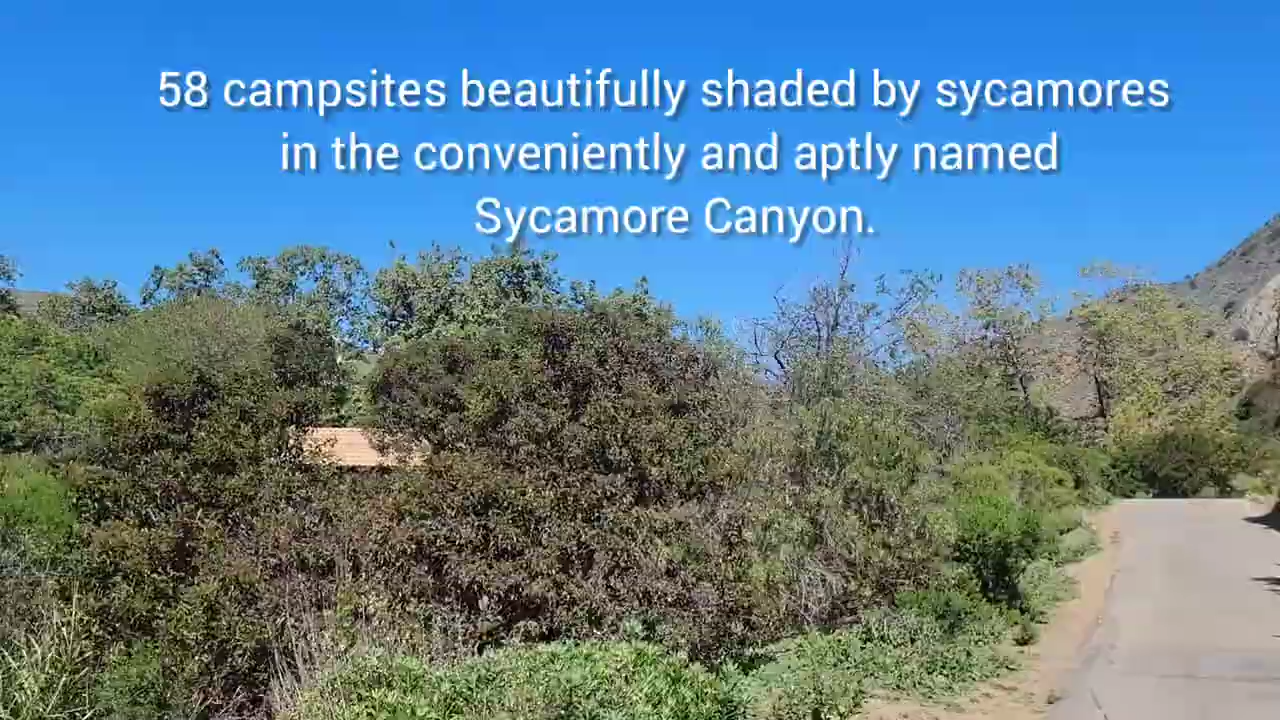 58 campsites beautifully shaded by sycamores
in the conveniently and aptly named
Sycamore Canyon.